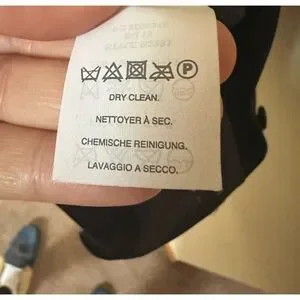 P
DRY CLEAN.
NETTOYER À SEC.
CHEMISCHE REINIGUNG.
LAVAGGIO A SECCO.